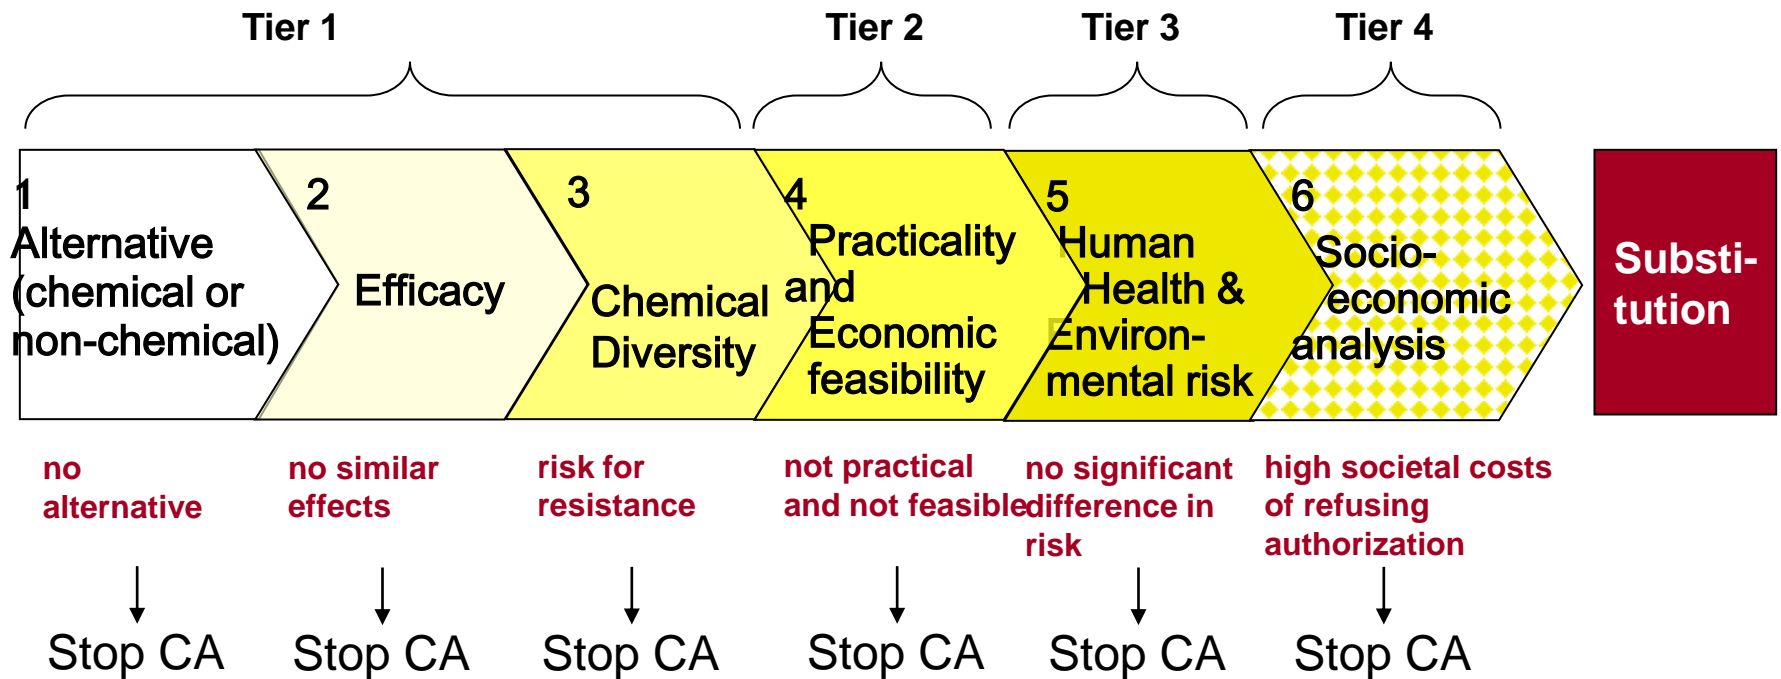 Tier 1
Tier 2
Tier 3
Tier 4
1
Alternative
(chemical or
non-chemical)
2
Efficacy
3
Chemical
Diversity
4
Practicality
and
Economic
feasibility
5
Human
Health &
Environ-
mental risk
6
Socio-
economic
analysis
Substi-
tution
no
alternative
no similar
effects
risk for
resistance
not practical
and not feasible
no significant
difference in
risk
high societal costs
of refusing
authorization
Stop CA
Stop CA
Stop CA
Stop CA
Stop CA
Stop CA